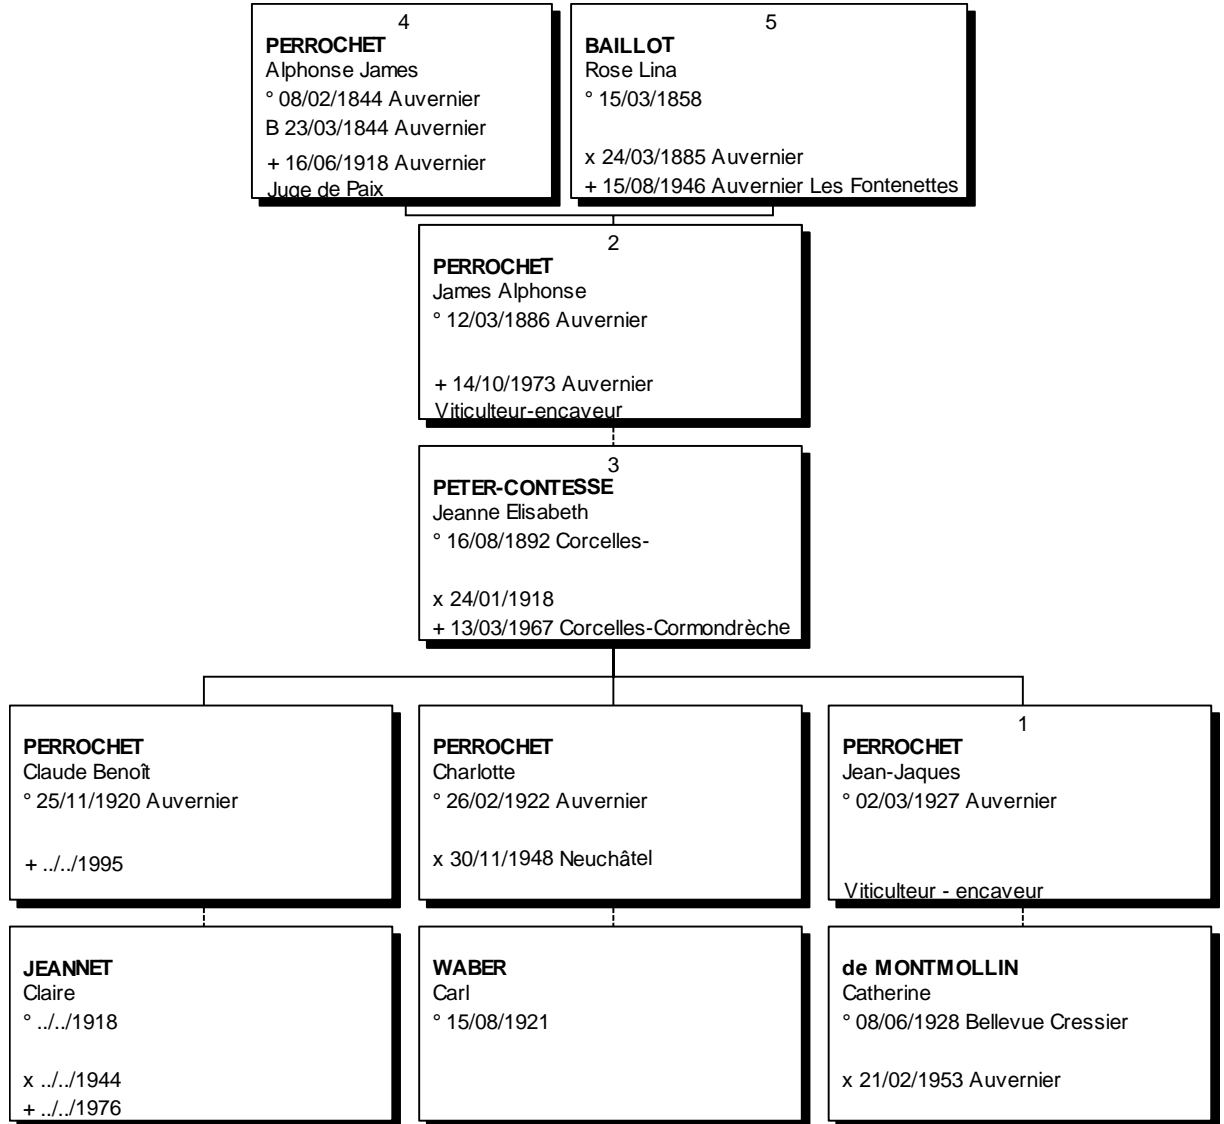 4
PERROCHET
Alphonse James
° 08/02/1844 Auvernier
B 23/03/1844 Auvernier
+ 16/06/1918 Auvernier
Juge de Paix
5
BAILLOT
Rose Lina
° 15/03/1858
x 24/03/1885 Auvernier
+ 15/08/1946 Auvernier Les Fontenettes
2
PERROCHET
James Alphonse
° 12/03/1886 Auvernier
+ 14/10/1973 Auvernier
Viticulteur-encaveur
3
PETER-CONTESSE
Jeanne Elisabeth
° 16/08/1892 Corcelles-
x 24/01/1918
+ 13/03/1967 Corcelles-Cormondrèche
PERROCHET
Claude Benoît
° 25/11/1920 Auvernier
+ ../../1995
PERROCHET
Charlotte
° 26/02/1922 Auvernier
x 30/11/1948 Neuchâtel
1
PERROCHET
Jean-Jaques
° 02/03/1927 Auvernier
Viticulteur - encaveur
JEANNET
Claire
° ../../1918
x ../../1944
+ ../../1976
WABER
Carl
° 15/08/1921
de MONTMOLLIN
Catherine
° 08/06/1928 Bellevue Cressier
x 21/02/1953 Auvernier